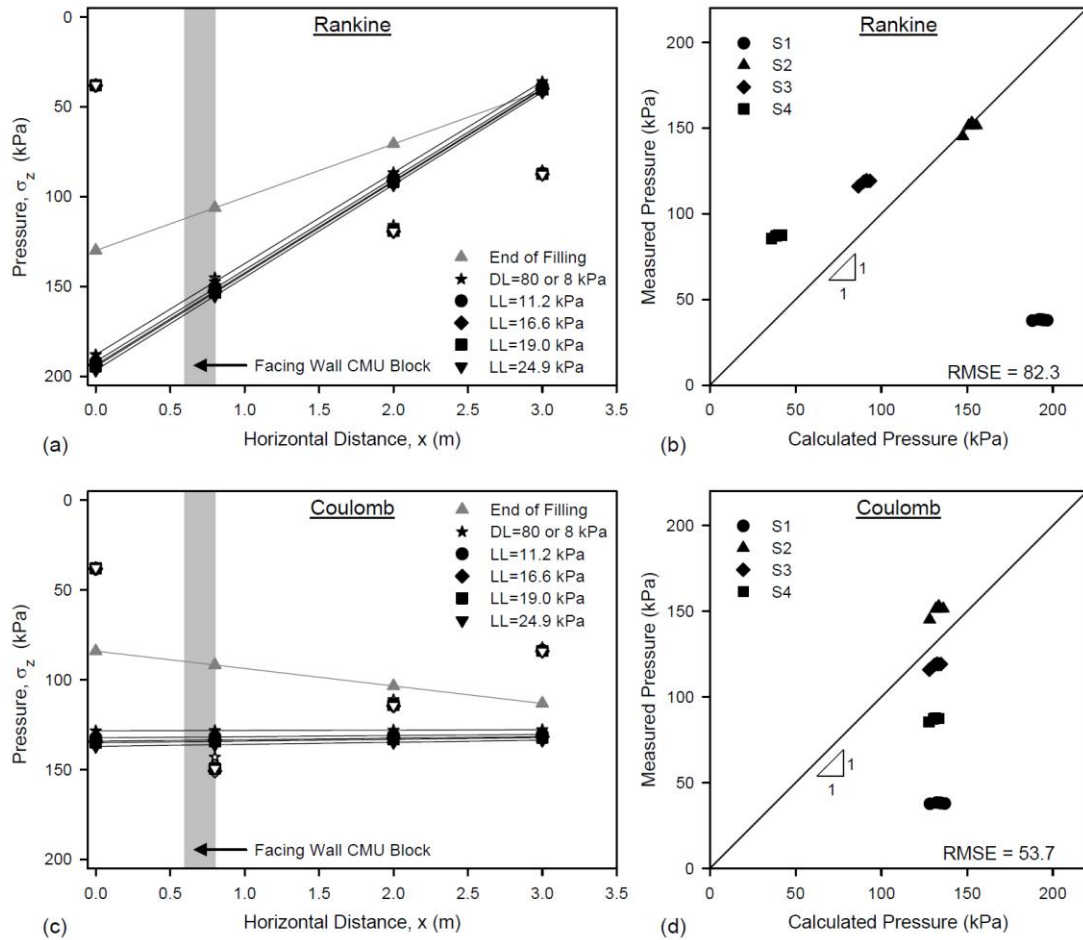 Rankine
0
50
100
150
200
Pressure, σz (kPa)
End of Filling
DL=80 or 8 kPa
LL=11.2 kPa
LL=16.6 kPa
LL=19.0 kPa
LL=24.9 kPa
Facing Wall CMU Block
0.0 0.5 1.0 1.5 2.0 2.5 3.0 3.5
(a) Horizontal Distance, x (m)
Rankine
S1
S2
S3
S4
200
150
100
50
0
Measured Pressure (kPa)
1
1
RMSE = 82.3
0 50 100 150 200
(b) Calculated Pressure (kPa)
Coulomb
0
50
100
150
200
Pressure, σz (kPa)
End of Filling
DL=80 or 8 kPa
LL=11.2 kPa
LL=16.6 kPa
LL=19.0 kPa
LL=24.9 kPa
Facing Wall CMU Block
0.0 0.5 1.0 1.5 2.0 2.5 3.0 3.5
(c) Horizontal Distance, x (m)
Coulomb
S1
S2
S3
S4
200
150
100
50
0
Measured Pressure (kPa)
1
1
RMSE = 53.7
0 50 100 150 200
(d) Calculated Pressure (kPa)